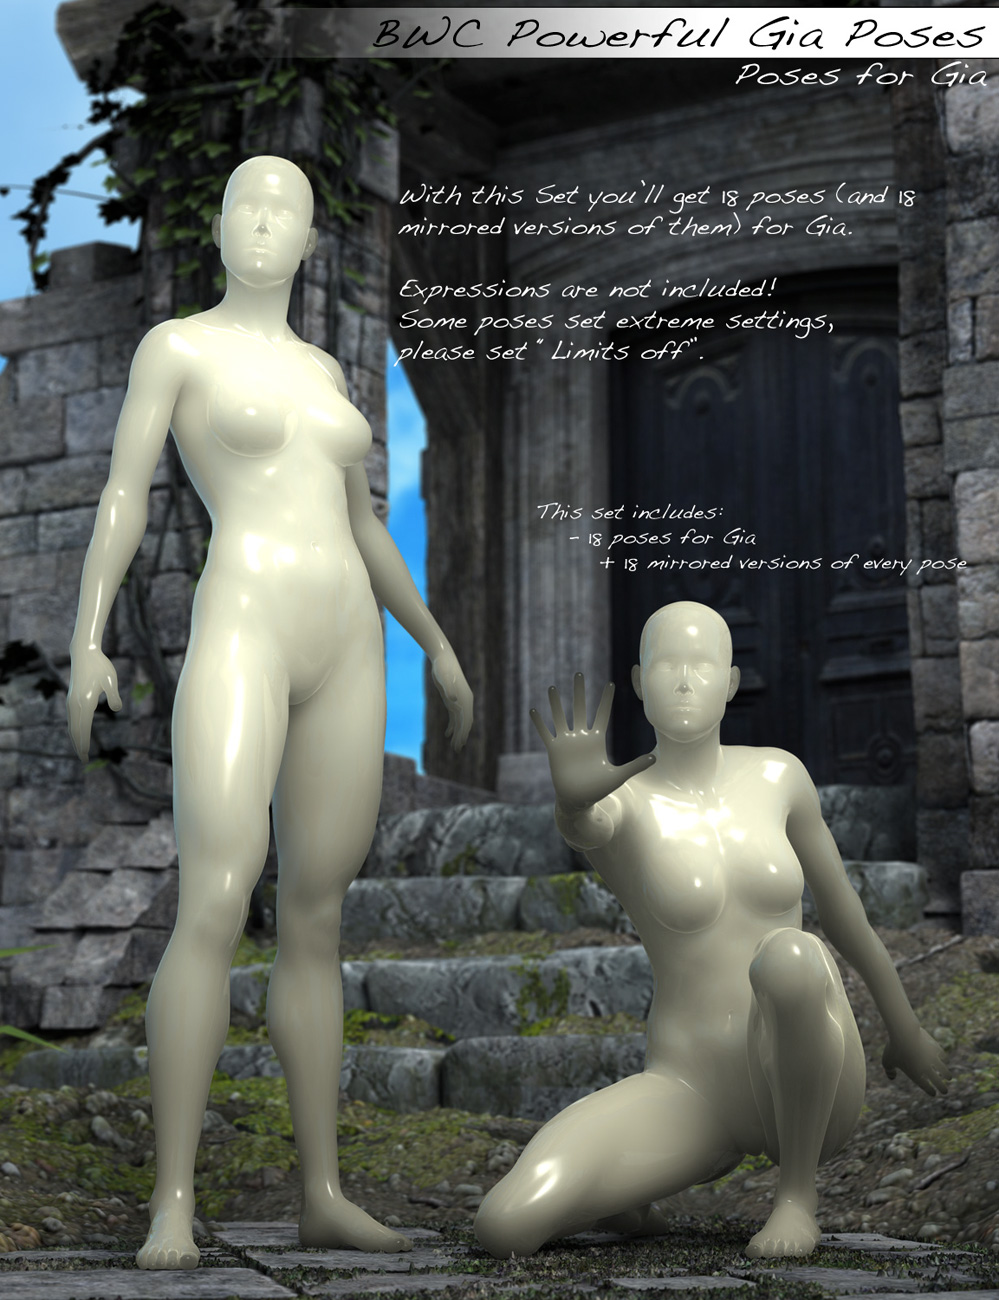 BWC Powerful Gia Poses
Poses for Gia
With this Set you'll get 18 poses (and 18
mirrored versions of them) for Gia.
Expressions are not included!
Some poses set extreme settings,
please set "Limits off".
This set includes:
- 18 poses for Gia
+ 18 mirrored versions of every pose